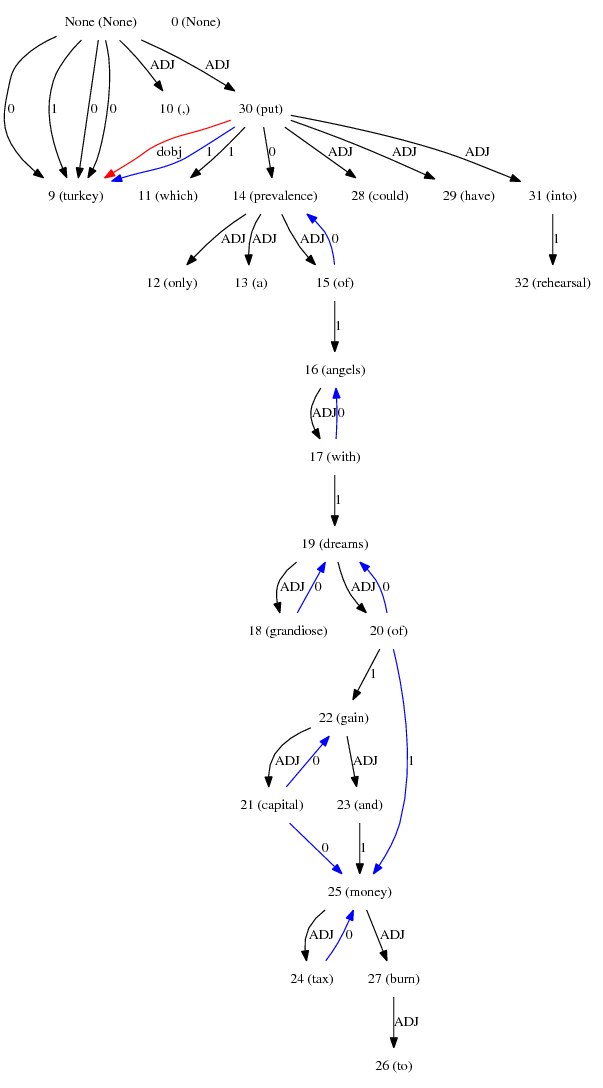 None (None) 0 (None)
ADJ ADJ
0 1 0 0 10 (,) 30 (put)
dobj 1 1 0 ADJ ADJ ADJ
9 (turkey) 11 (which) 14 (prevalence) 28 (could) 29 (have) 31 (into)
ADJ ADJ ADJ 0 1
12 (only) 13 (a) 15 (of) 32 (rehearsal)
1
16 (angels)
ADJ 0
17 (with)
1
19 (dreams)
ADJ 0 ADJ 0
18 (grandiose) 20 (of)
1
22 (gain)
ADJ 0 ADJ 1
21 (capital) 23 (and)
0 1
25 (money)
ADJ 0 ADJ
24 (tax) 27 (burn)
ADJ
26 (to)